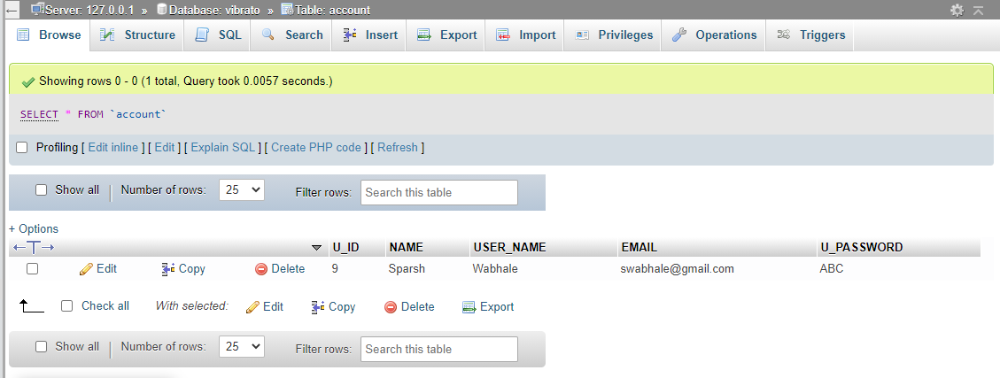 Server: 127.0.0.1 » Database: vibrato » Table: account
Browse Structure SQL Search Insert Export Import Privileges Operations Triggers
Showing rows 0 - 0 (1 total, Query took 0.0057 seconds.)
SELECT * FROM `account`
Profiling [ Edit inline ] [ Edit ] [ Explain SQL ] [ Create PHP code ] [ Refresh ]
Show all Number of rows: 25 Filter rows: Search this table
+ Options
←T→ U_ID NAME USER_NAME EMAIL U_PASSWORD
Edit Copy Delete 9 Sparsh Wabhale swabhale@gmail.com ABC
Check all With selected: Edit Copy Delete Export
Show all Number of rows: 25 Filter rows: Search this table